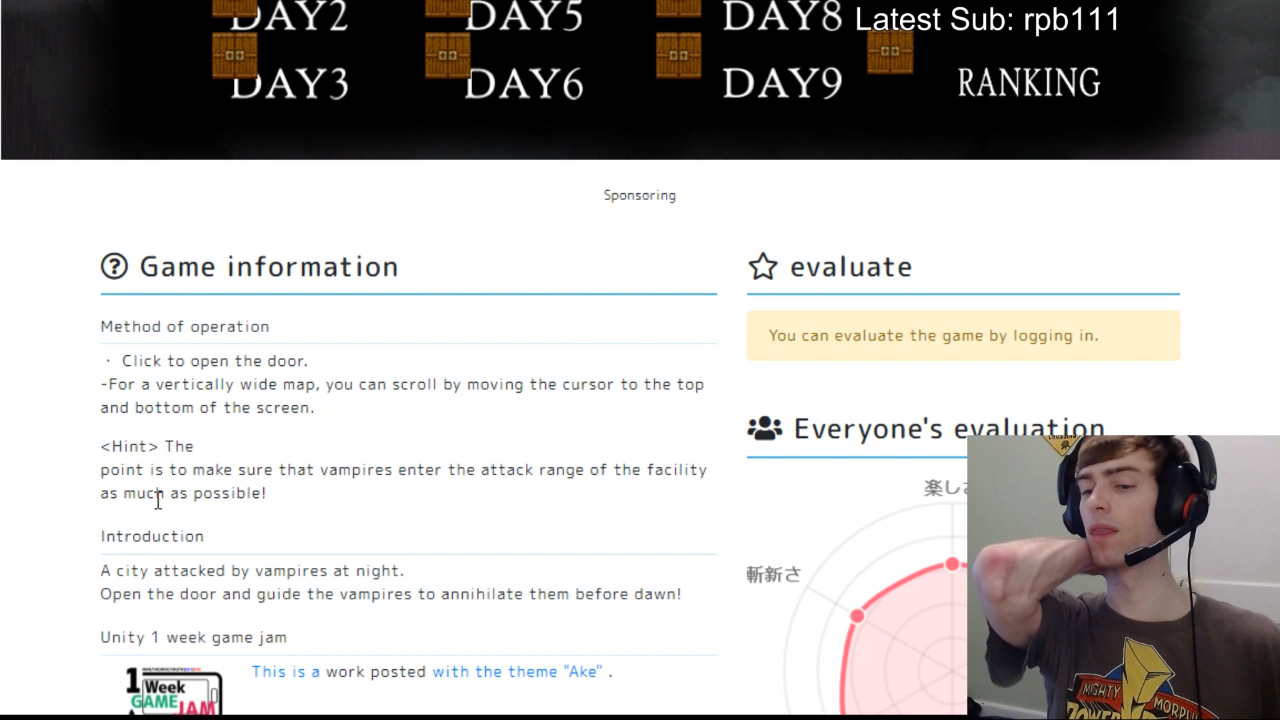 DAY2 DAY5 DAY8 Latest Sub: rpb111
DAY3 DAY6 DAY9 RANKING
Sponsoring
Game information
Method of operation
・ Click to open the door.
-For a vertically wide map, you can scroll by moving the cursor to the top
and bottom of the screen.
<Hint> The
point is to make sure that vampires enter the attack range of the facility
as much as possible!
Introduction
A city attacked by vampires at night.
Open the door and guide the vampires to annihilate them before dawn!
Unity 1 week game jam
1 Week
GAME JAM
This is a work posted with the theme "Ake" .
evaluate
You can evaluate the game by logging in.
Everyone's evaluation
楽し
斬新さ
MIGHTY MORPH
POWER